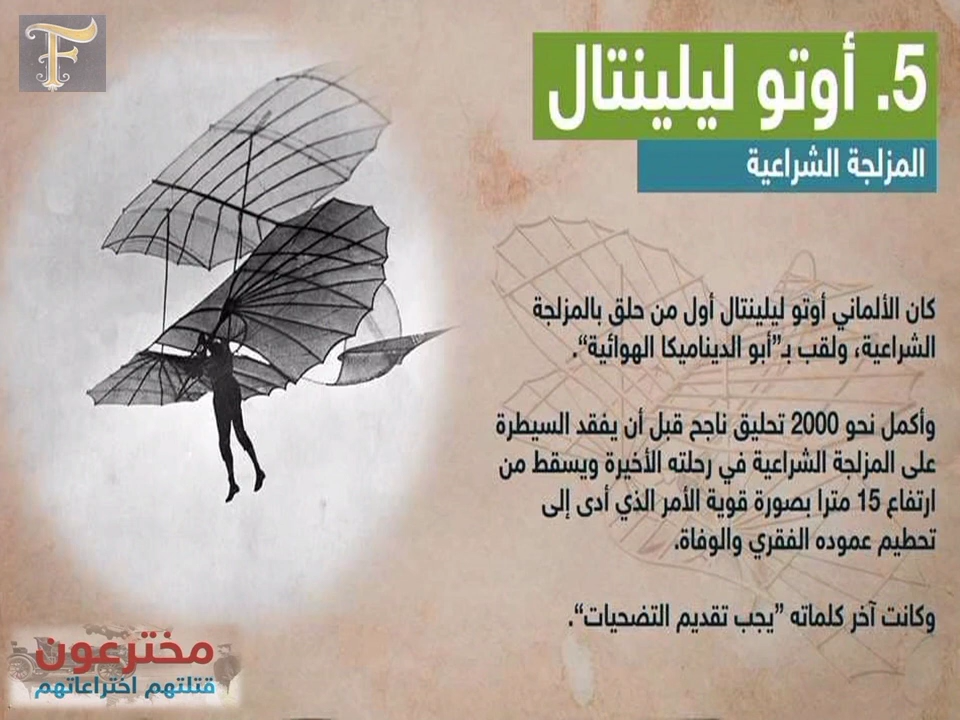 5. أوتو ليلينتال
المزلجة الشراعية
كان الألماني أوتو ليلينتال أول من حلق بالمزلجة
الشراعية، ولقب بـ”أبو الديناميكا الهوائية“.
وأكمل نحو 2000 تحليق ناجح قبل أن يفقد السيطرة
على المزلجة الشراعية في رحلته الأخيرة ويسقط من
ارتفاع 15 مترا بصورة قوية الأمر الذي أدى إلى
تحطيم عموده الفقري والوفاة.
وكانت آخر كلماته ”يجب تقديم التضحيات“.
مخترعون
قتلتهم اختراعاتهم